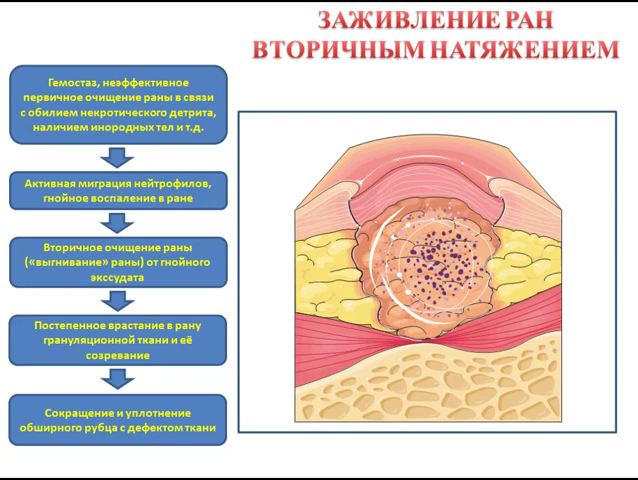 ЗАЖИВЛЕНИЕ РАН
ВТОРИЧНЫМ НАТЯЖЕНИЕМ
Гемостаз, неэффективное
первичное очищение раны в связи
с обилием некротического детрита,
наличием инородных тел и т.д.
Активная миграция нейтрофилов,
гнойное воспаление в ране
Вторичное очищение раны
(«выгнивание» раны) от гнойного
экссудата
Постепенное врастание в рану
грануляционной ткани и её
созревание
Сокращение и уплотнение
обширного рубца с дефектом ткани